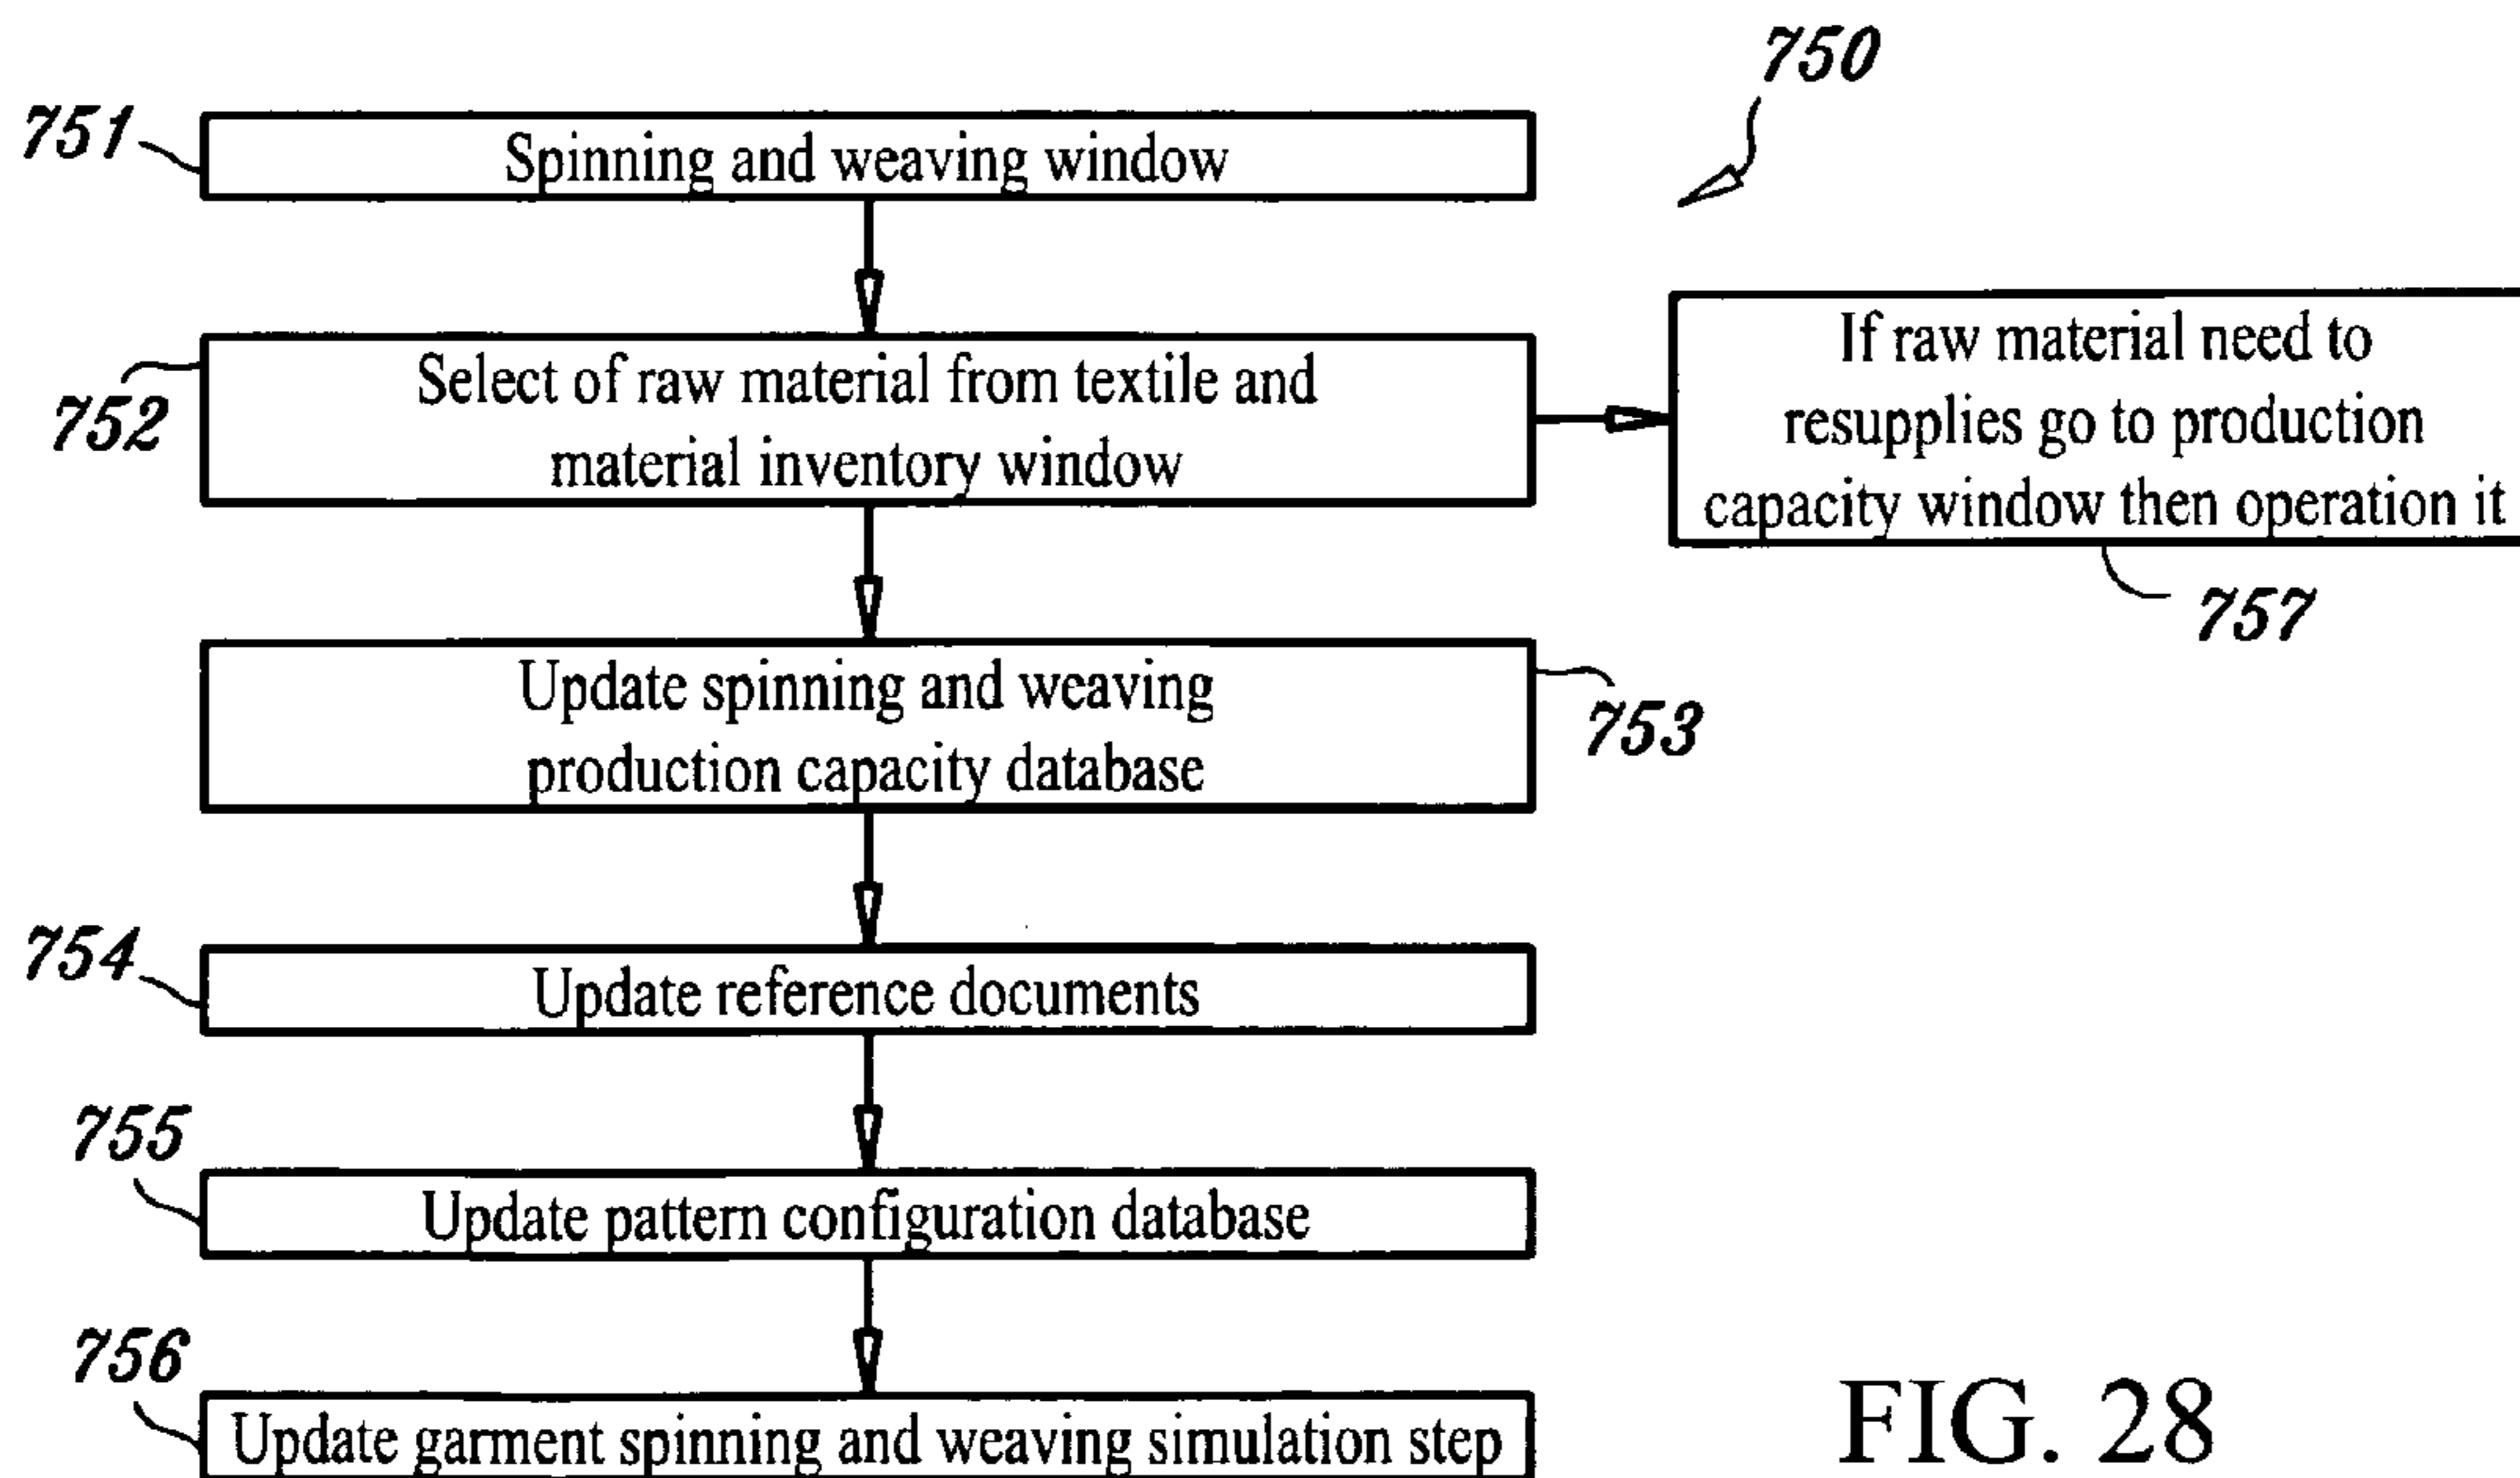 750
751
Spinning and weaving window
752
Select of raw material from textile and
material inventory window
If raw material need to
resupplies go to production
capacity window then operation it
757
Update spinning and weaving
production capacity database
753
754
Update reference documents
755
Update pattern configuration database
756
Update garment spinning and weaving simulation step
FIG. 28